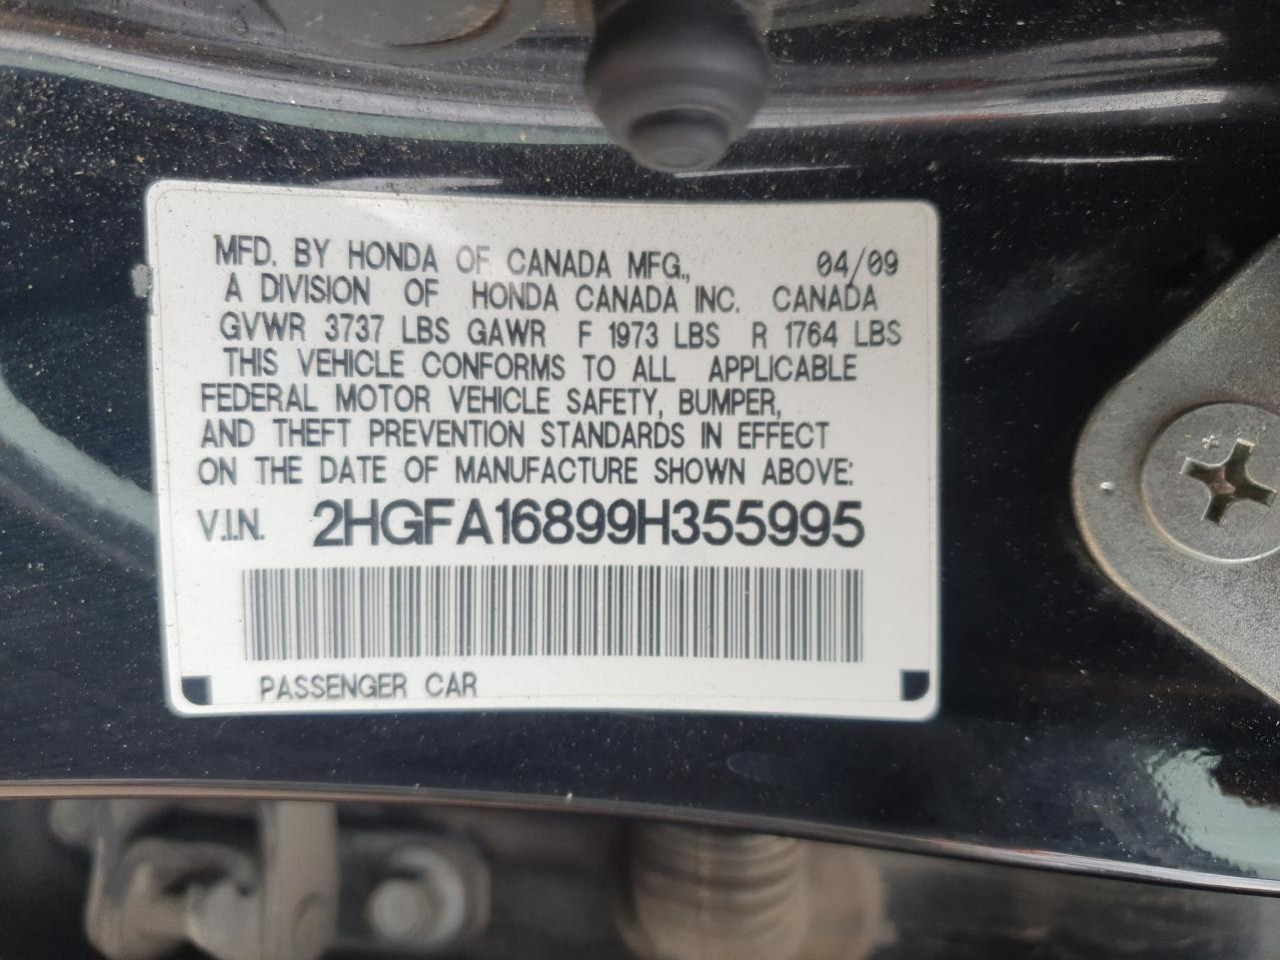 MFD. BY HONDA OF CANADA MFG., 04/09
A DIVISION OF HONDA CANADA INC. CANADA
GVWR 3737 LBS GAWR F 1973 LBS R 1764 LBS
THIS VEHICLE CONFORMS TO ALL APPLICABLE
FEDERAL MOTOR VEHICLE SAFETY, BUMPER,
AND THEFT PREVENTION STANDARDS IN EFFECT
ON THE DATE OF MANUFACTURE SHOWN ABOVE:
V.I.N. 2HGFA16899H355995
PASSENGER CAR